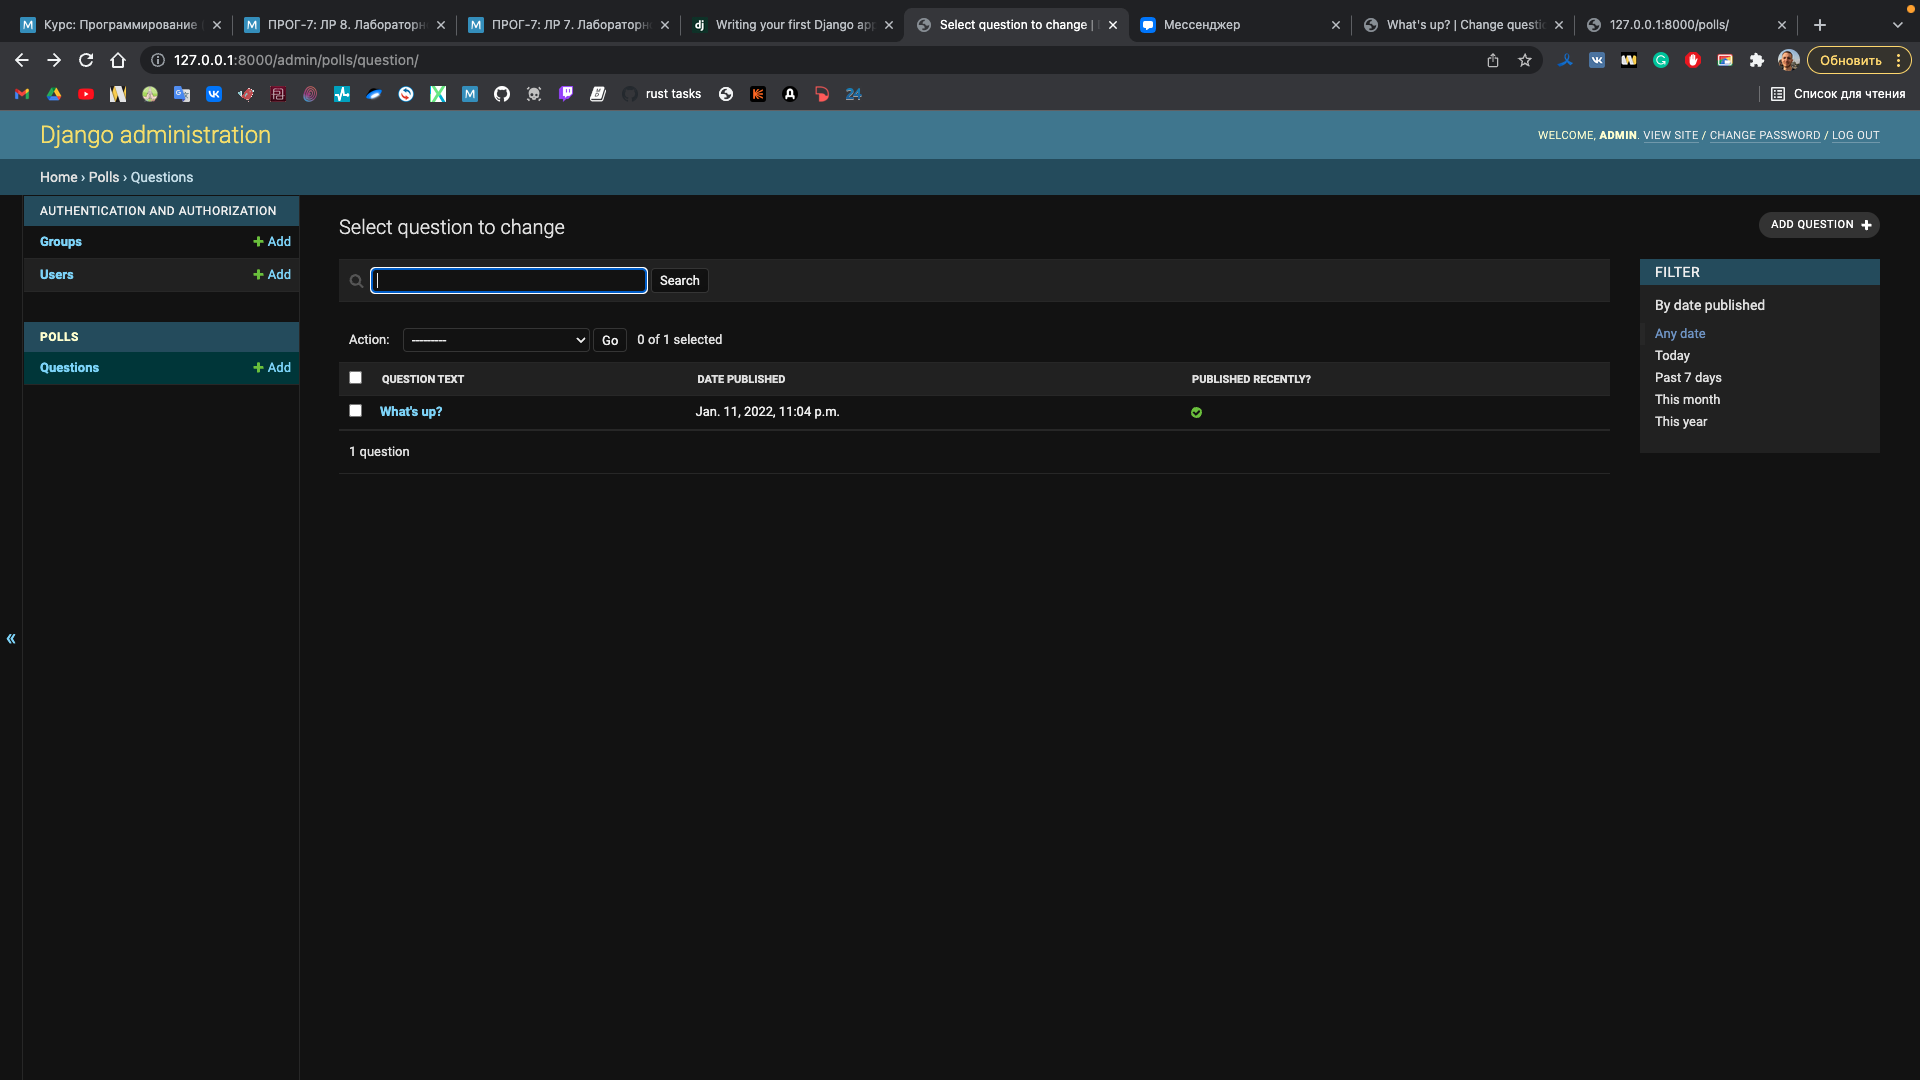 Курс: Программирование
ПРОГ-7: ЛР 8. Лабораторн
ПРОГ-7: ЛР 7. Лабораторн
Writing your first Django app
Select question to change |
Мессенджер
What's up? | Change questi
127.0.0.1:8000/polls/
127.0.0.1:8000/admin/polls/question/
Обновить
rust tasks
24
Список для чтения
Django administration
WELCOME, ADMIN. VIEW SITE / CHANGE PASSWORD / LOG OUT
Home › Polls › Questions
AUTHENTICATION AND AUTHORIZATION
Groups
+ Add
Users
+ Add
POLLS
Questions
+ Add
«
Select question to change
ADD QUESTION +
Search
Action:
---------
Go
0 of 1 selected
QUESTION TEXT
DATE PUBLISHED
PUBLISHED RECENTLY?
What's up?
Jan. 11, 2022, 11:04 p.m.
1 question
FILTER
By date published
Any date
Today
Past 7 days
This month
This year